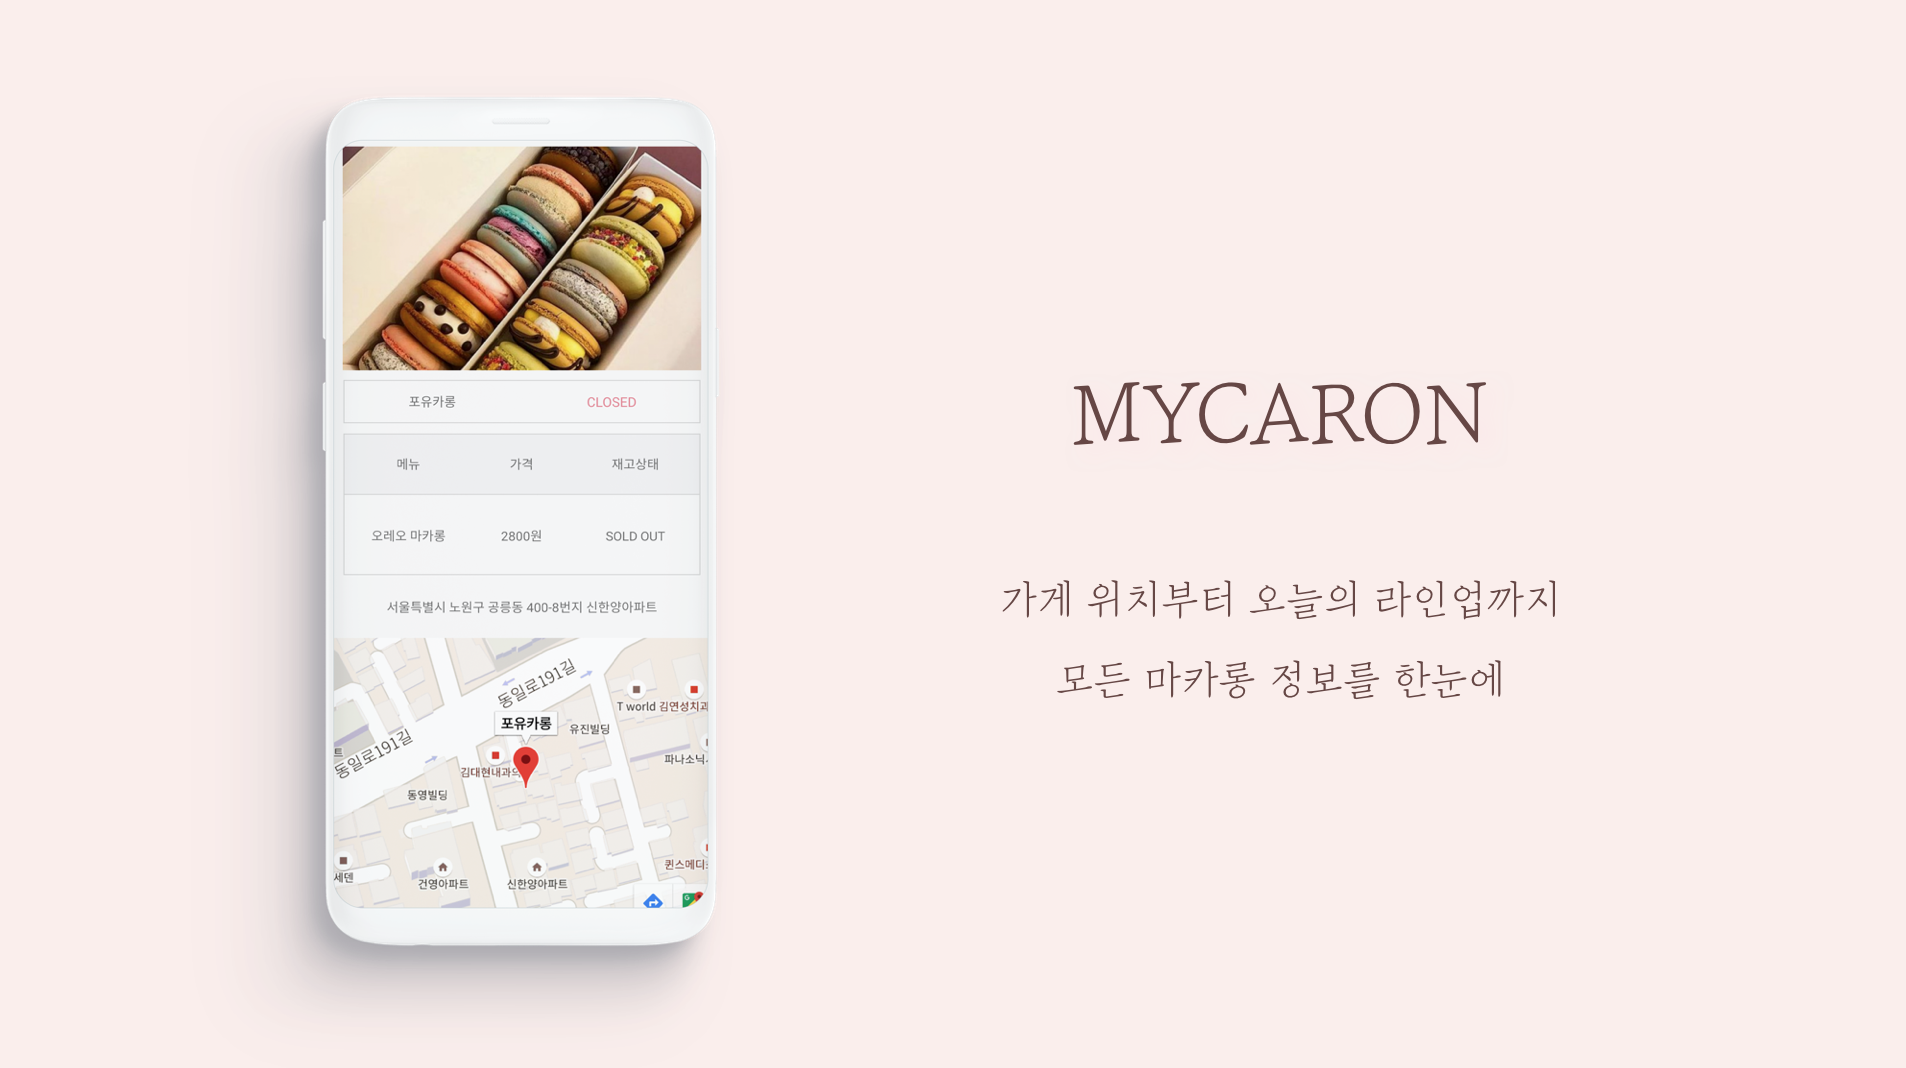 포유카롱 CLOSED
메뉴 가격 재고상태
오레오 마카롱 2800원 SOLD OUT
서울특별시 노원구 공릉동 400-8번지 신한양아파트
동일로191길
T world 김연성치과
포유카롱
유진빌딩
동일로191길
파나소닉
김대현내과의
동영빌딩
퀸스메디
세덴
건영아파트
신한양아파트
MYCARON
가게 위치부터 오늘의 라인업까지
모든 마카롱 정보를 한눈에